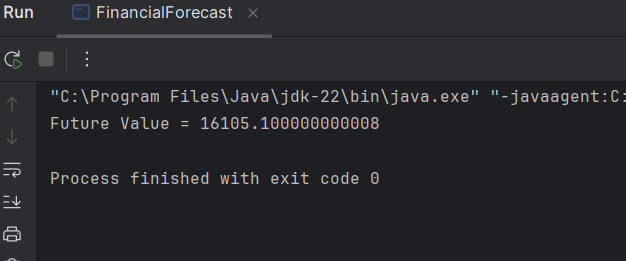 Run FinancialForecast
"C:\Program Files\Java\jdk-22\bin\java.exe" "-javaagent:C:
Future Value = 16105.100000000008
Process finished with exit code 0